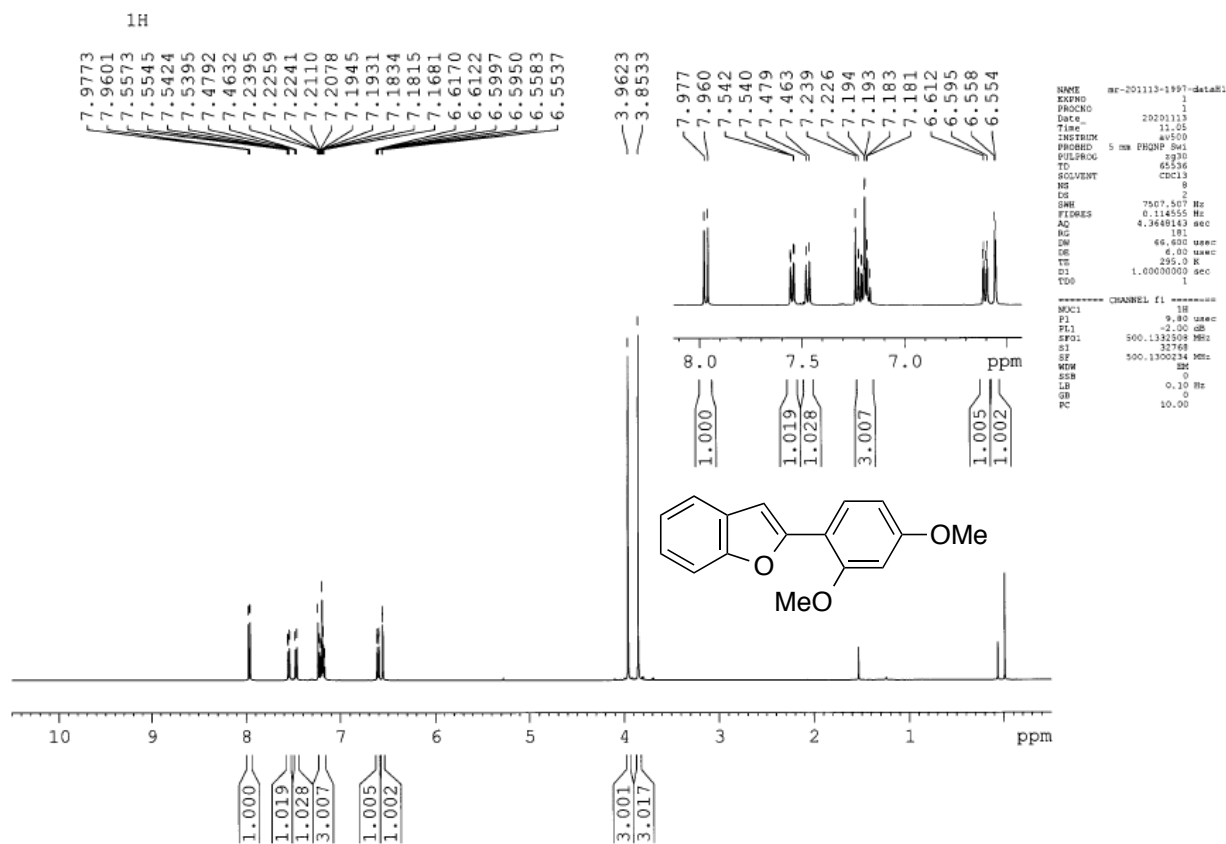 1H
7.9773
7.9601
7.5573
7.5545
7.5424
7.5395
7.4792
7.4632
7.2395
7.2259
7.2241
7.2110
7.2078
7.1945
7.1931
7.1834
7.1815
7.1681
6.6170
6.6122
6.5997
6.5950
6.5583
6.5537
3.9623
3.8533
7.977
7.960
7.542
7.540
7.479
7.463
7.239
7.226
7.194
7.193
7.183
7.181
6.612
6.595
6.558
6.554
NAME mr-201113-1997-dataH1
EXPNO 1
PROCNO 1
Date_ 20201113
Time 11.05
INSTRUM av500
PROBHD 5 mm PHQNP Swi
PULPROG zg30
TD 65536
SOLVENT CDCl3
NS 8
DS 2
SWH 7507.507 Hz
FIDRES 0.114555 Hz
AQ 4.3648143 sec
RG 181
DW 66.600 usec
DE 6.00 usec
TE 295.0 K
D1 1.00000000 sec
TD0 1
======== CHANNEL f1 ========
NUC1 1H
P1 9.80 usec
PL1 -2.00 dB
SFO1 500.1332508 MHz
SI 32768
SF 500.1300234 MHz
WDW EM
SSB 0
LB 0.10 Hz
GB 0
PC 10.00
8.0 7.5 7.0 ppm
1.000 1.019 1.028 3.007 1.005 1.002
OMe
O
MeO
10 9 8 7 6 5 4 3 2 1 ppm
1.000 1.019 1.028 3.007 1.005 1.002 3.001 3.017